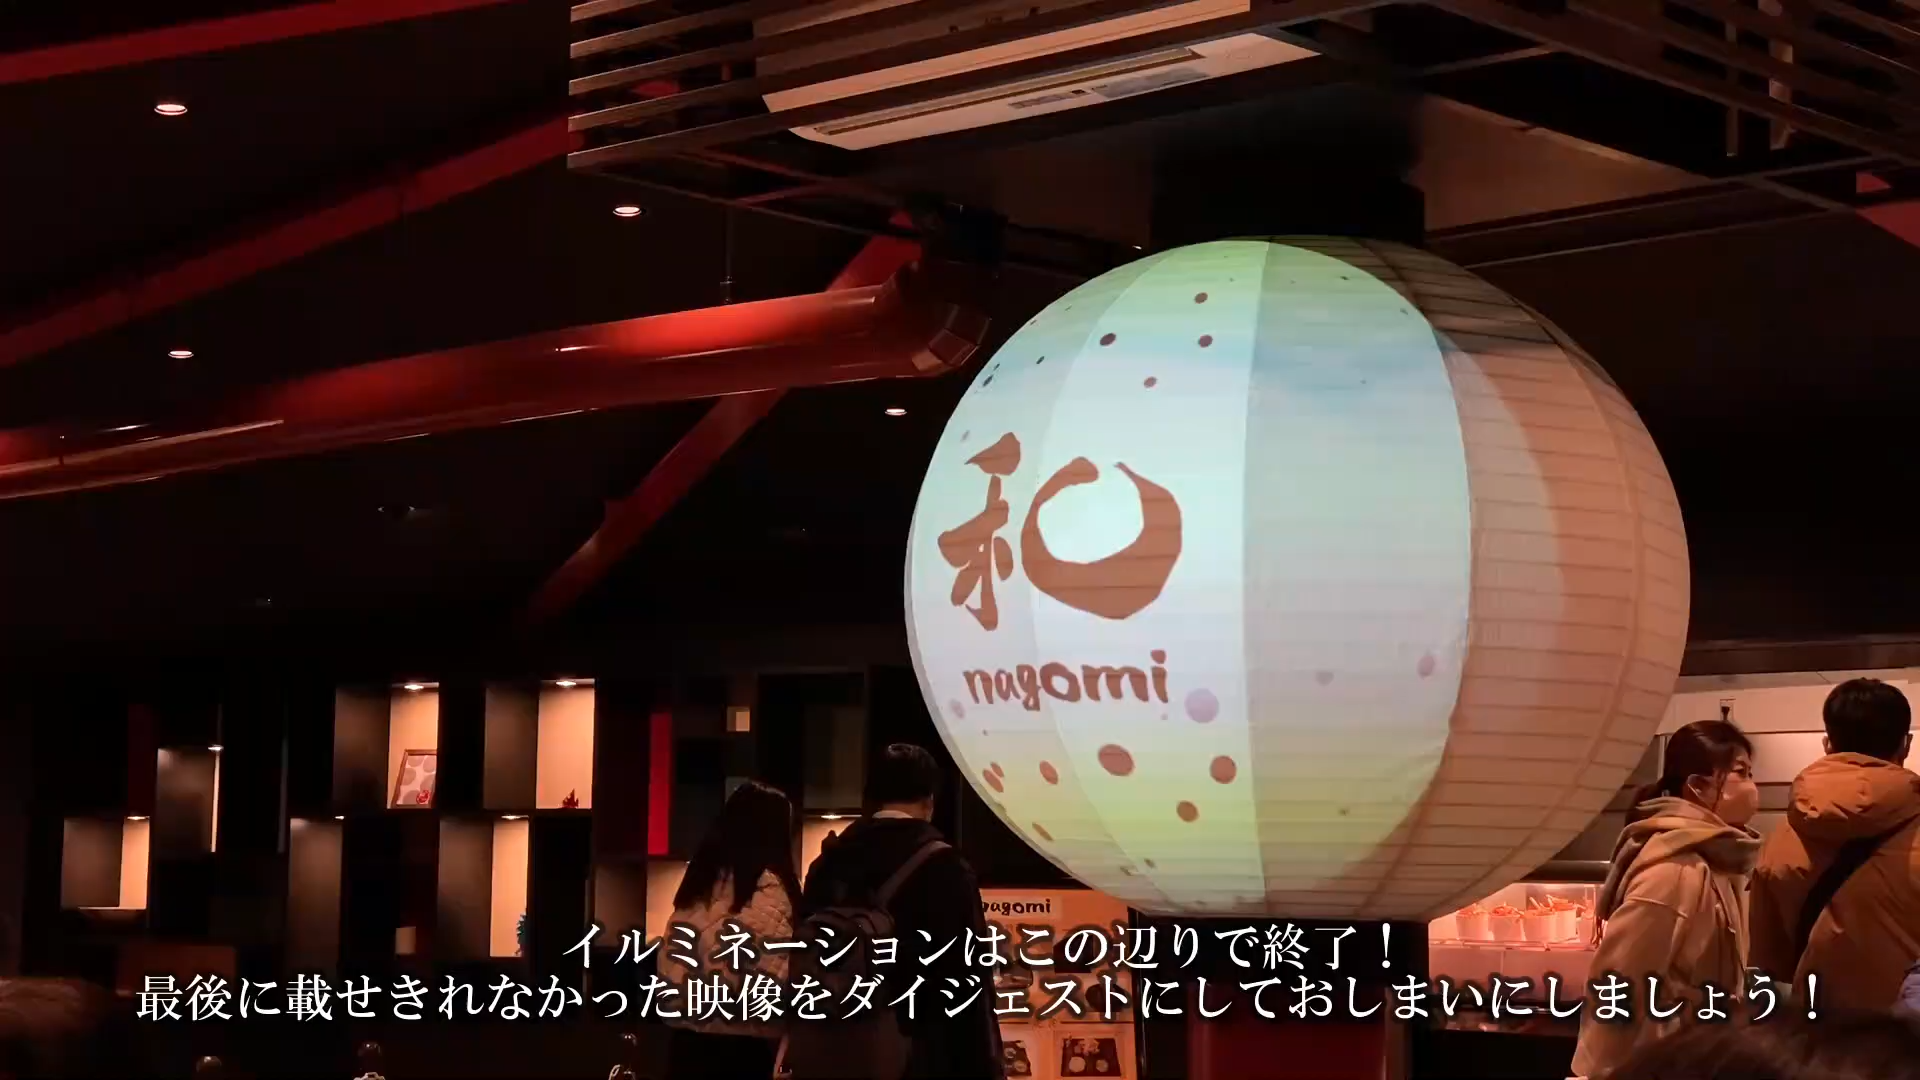 和
nagomi
nagomi
イルミネーションはこの辺りで終了！
最後に載せきれなかった映像をダイジェストにしておしまいにしましょう！